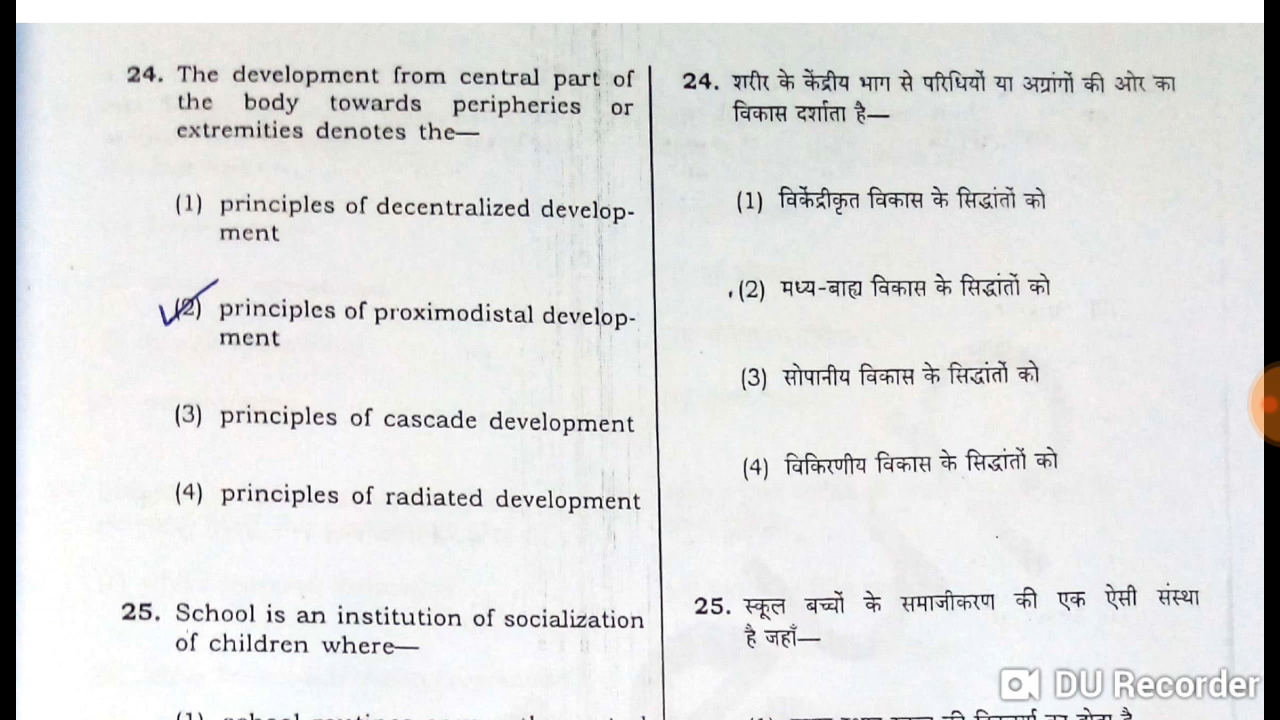 24. The development from central part of
the body towards peripheries or
extremities denotes the—
(1) principles of decentralized develop-
ment
(2) principles of proximodistal develop-
ment
(3) principles of cascade development
(4) principles of radiated development
25. School is an institution of socialization
of children where—
24. शरीर के केंद्रीय भाग से परिधियों या अग्रांगों की ओर का
विकास दर्शाता है—
(1) विकेंद्रीकृत विकास के सिद्धांतों को
(2) मध्य-बाह्य विकास के सिद्धांतों को
(3) सोपानीय विकास के सिद्धांतों को
(4) विकिरणीय विकास के सिद्धांतों को
25. स्कूल बच्चों के समाजीकरण की एक ऐसी संस्था
है जहाँ—
DU Recorder